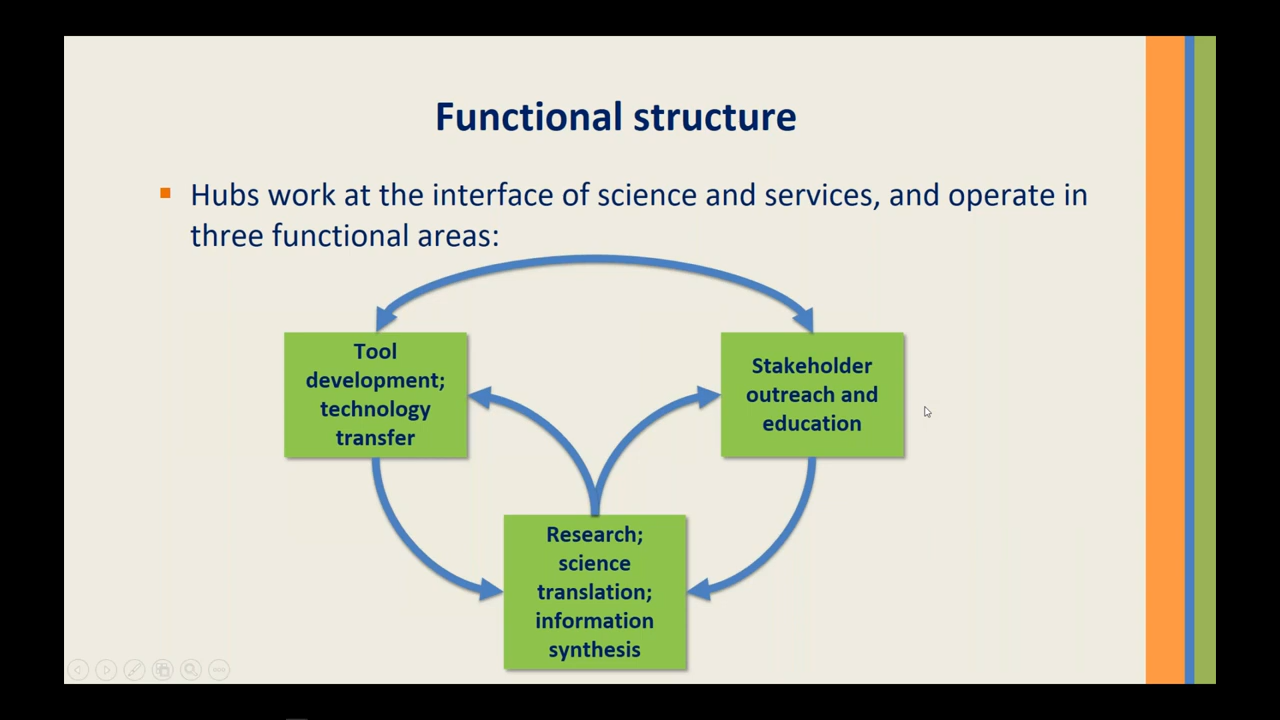 Functional structure
Hubs work at the interface of science and services, and operate in
three functional areas:
Tool
development;
technology
transfer
Stakeholder
outreach and
education
Research;
science
translation;
information
synthesis